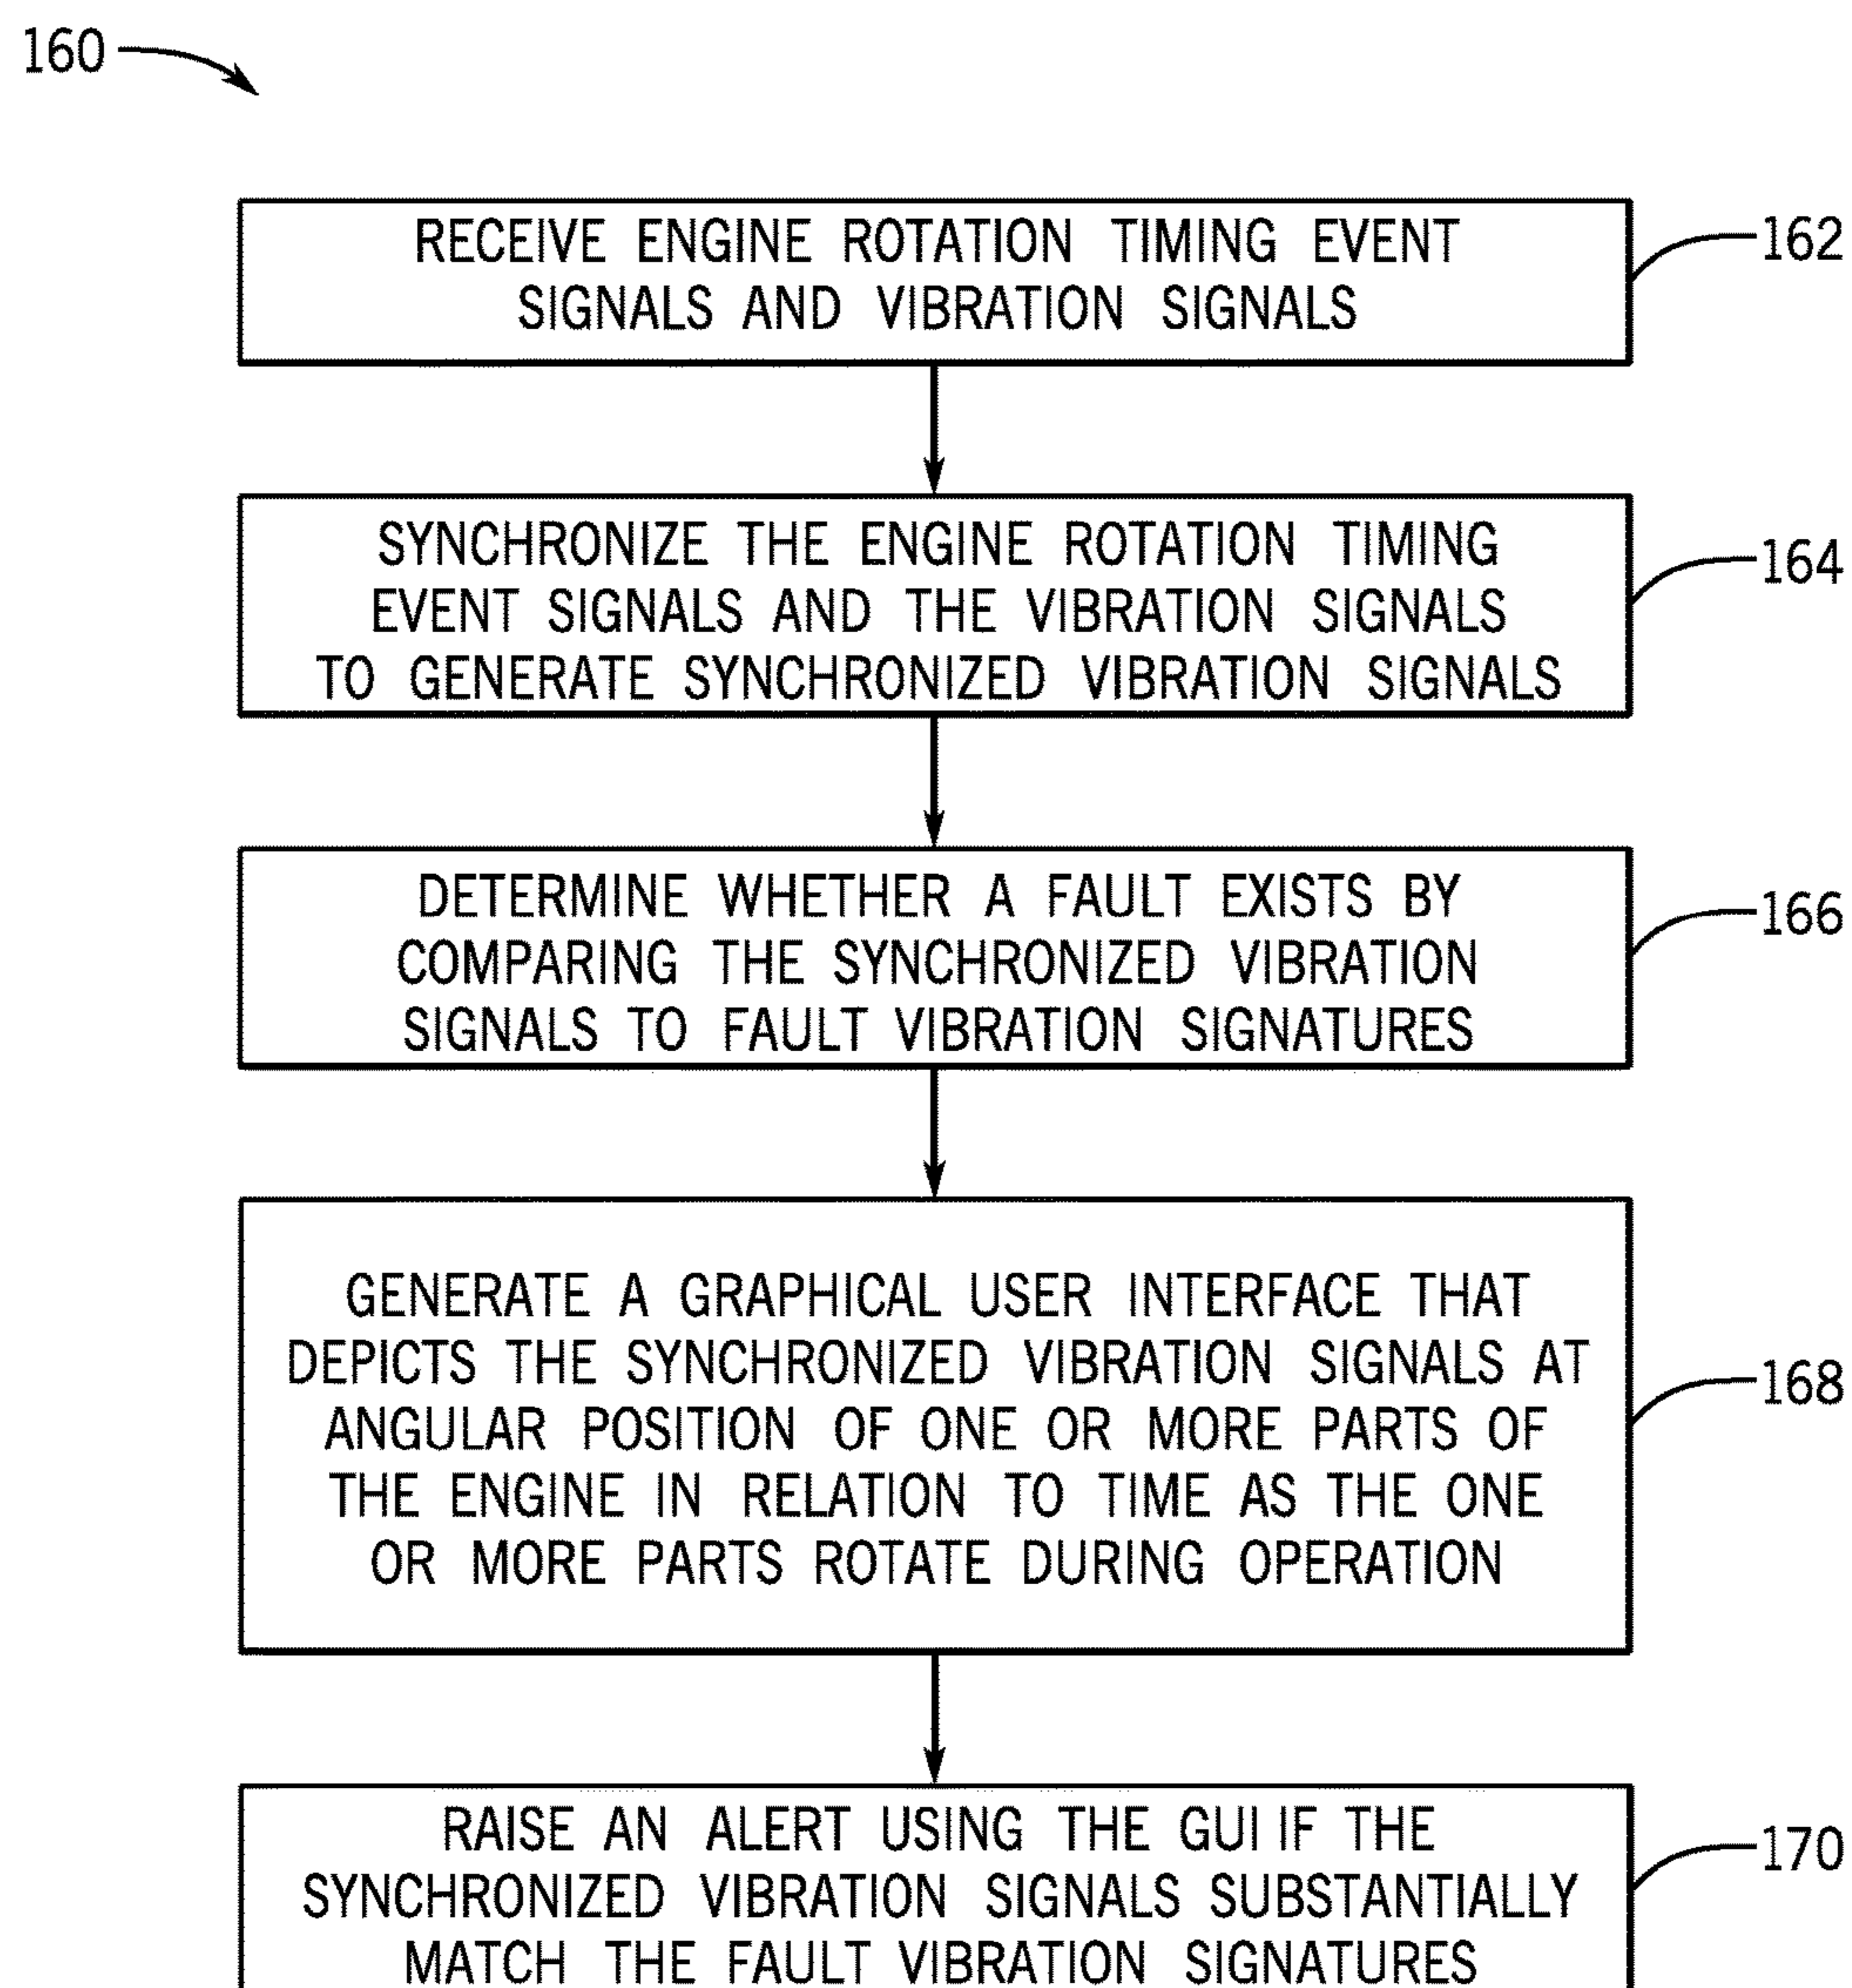 160
RECEIVE ENGINE ROTATION TIMING EVENT
SIGNALS AND VIBRATION SIGNALS
162
SYNCHRONIZE THE ENGINE ROTATION TIMING
EVENT SIGNALS AND THE VIBRATION SIGNALS
TO GENERATE SYNCHRONIZED VIBRATION SIGNALS
164
DETERMINE WHETHER A FAULT EXISTS BY
COMPARING THE SYNCHRONIZED VIBRATION
SIGNALS TO FAULT VIBRATION SIGNATURES
166
GENERATE A GRAPHICAL USER INTERFACE THAT
DEPICTS THE SYNCHRONIZED VIBRATION SIGNALS AT
ANGULAR POSITION OF ONE OR MORE PARTS OF
THE ENGINE IN RELATION TO TIME AS THE ONE
OR MORE PARTS ROTATE DURING OPERATION
168
RAISE AN ALERT USING THE GUI IF THE
SYNCHRONIZED VIBRATION SIGNALS SUBSTANTIALLY
MATCH THE FAULT VIBRATION SIGNATURES
170